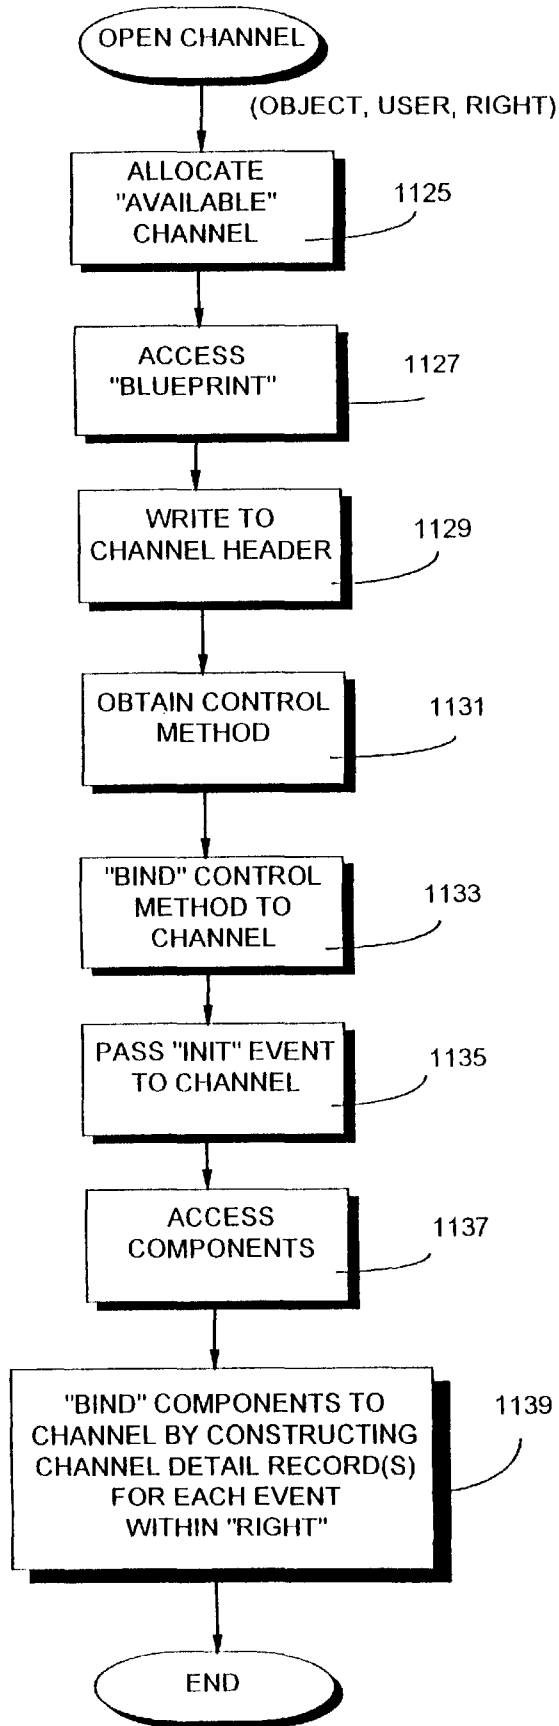 OPEN CHANNEL
(OBJECT, USER, RIGHT)
ALLOCATE
"AVAILABLE"
CHANNEL
1125
ACCESS
"BLUEPRINT"
1127
WRITE TO
CHANNEL HEADER
1129
OBTAIN CONTROL
METHOD
1131
"BIND" CONTROL
METHOD TO
CHANNEL
1133
PASS "INIT" EVENT
TO CHANNEL
1135
ACCESS
COMPONENTS
1137
"BIND" COMPONENTS TO
CHANNEL BY CONSTRUCTING
CHANNEL DETAIL RECORD(S)
FOR EACH EVENT
WITHIN "RIGHT"
1139
END